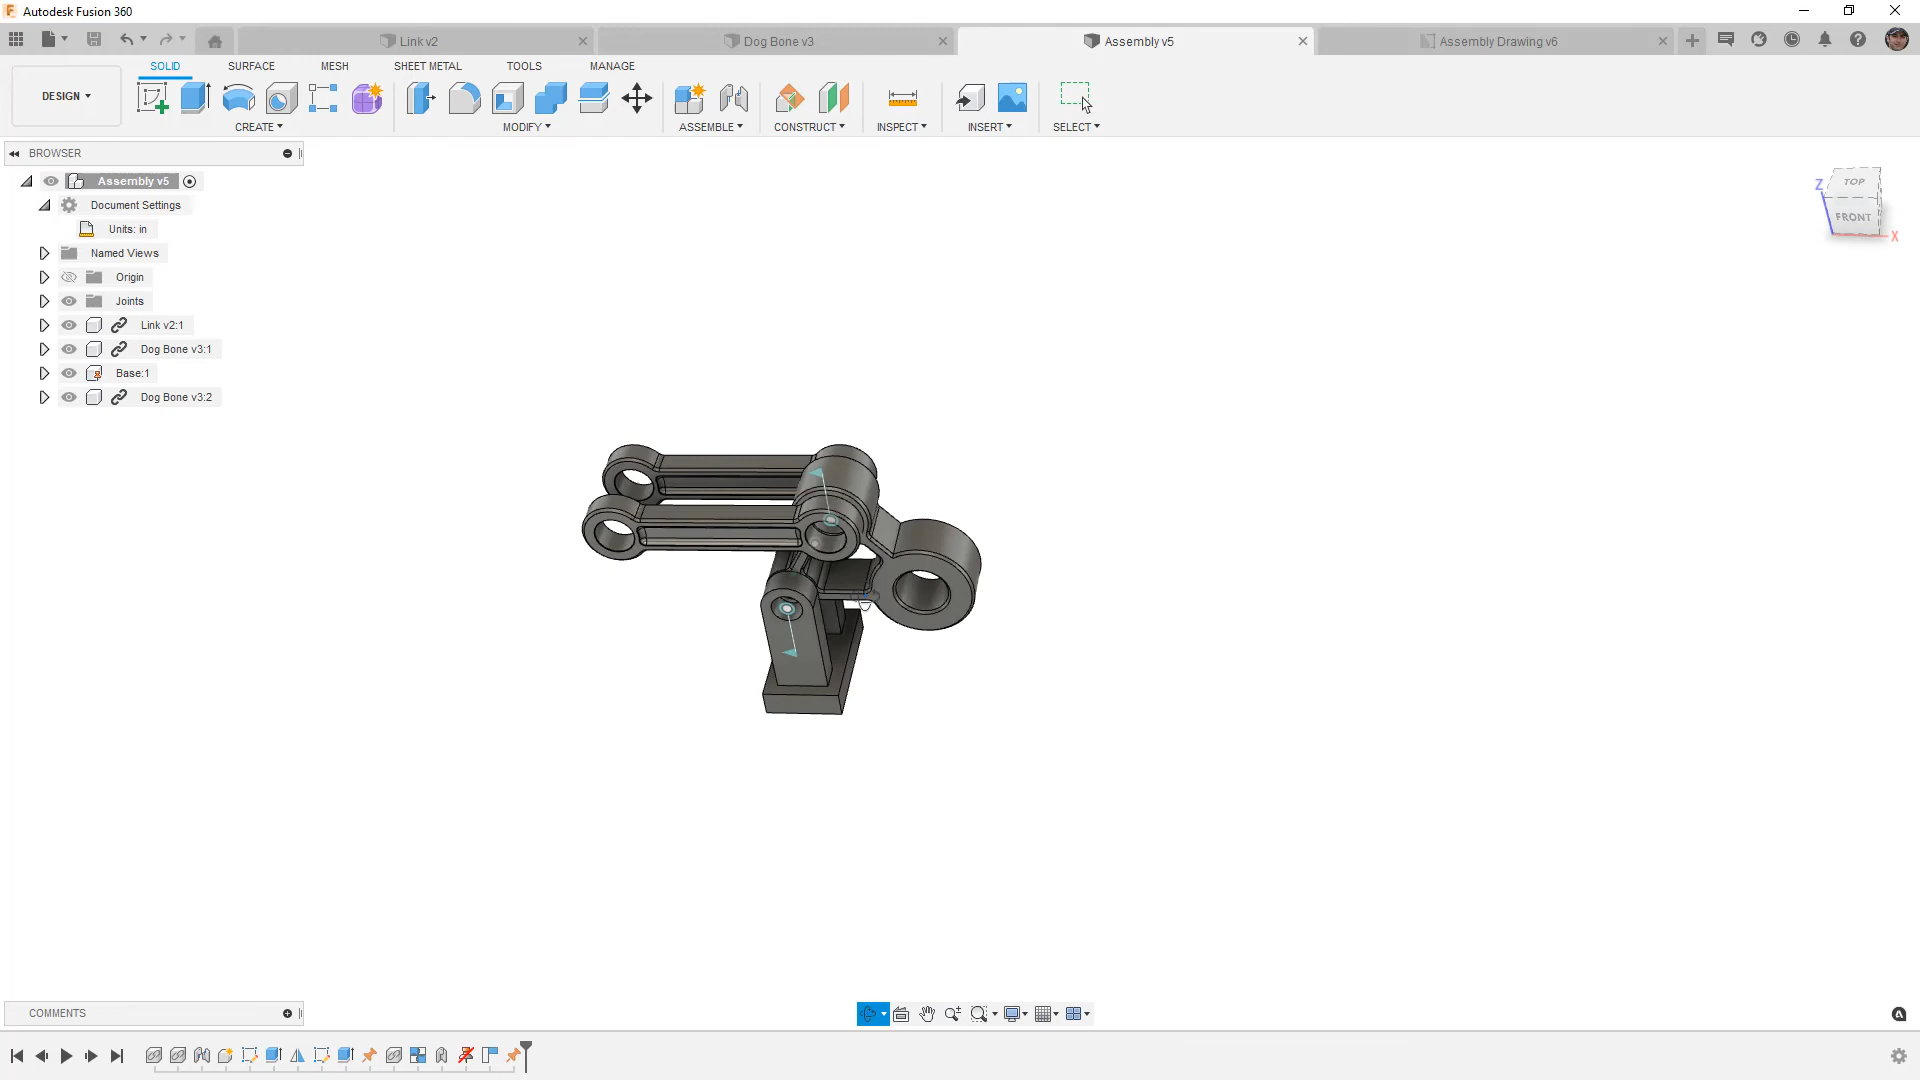 Autodesk Fusion 360
Link v2
Dog Bone v3
Assembly v5
Assembly Drawing v6
SOLID
SURFACE
MESH
SHEET METAL
TOOLS
MANAGE
DESIGN
CREATE
MODIFY
ASSEMBLE
CONSTRUCT
INSPECT
INSERT
SELECT
BROWSER
Assembly v5
Document Settings
Units: in
Named Views
Origin
Joints
Link v2:1
Dog Bone v3:1
Base:1
Dog Bone v3:2
TOP
Z
FRONT
X
COMMENTS